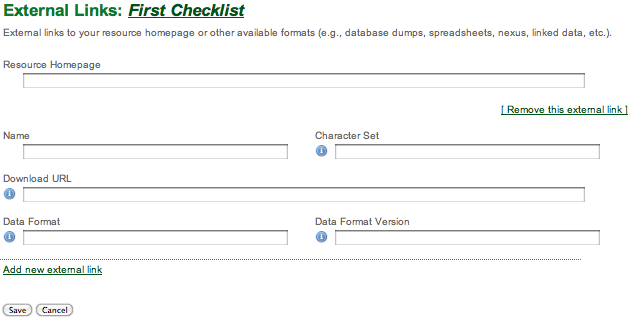 External Links: First Checklist
External links to your resource homepage or other available formats (e.g., database dumps, spreadsheets, nexus, linked data, etc.).
Resource Homepage
[ Remove this external link ]
Name Character Set
Download URL
Data Format Data Format Version
Add new external link
Save Cancel